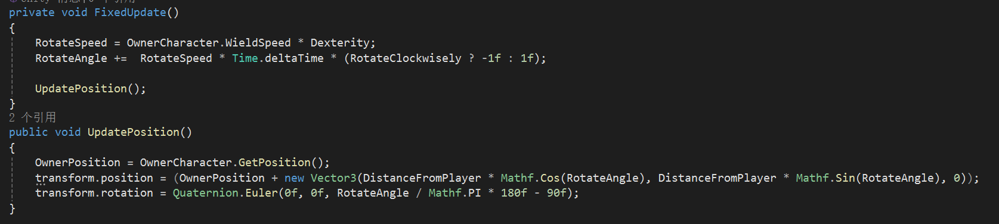 private void FixedUpdate()
{
RotateSpeed = OwnerCharacter.WieldSpeed * Dexterity;
RotateAngle +=  RotateSpeed * Time.deltaTime * (RotateClockwisely ? -1f : 1f);
UpdatePosition();
}
2 个引用
public void UpdatePosition()
{
OwnerPosition = OwnerCharacter.GetPosition();
transform.position = (OwnerPosition + new Vector3(DistanceFromPlayer * Mathf.Cos(RotateAngle), DistanceFromPlayer * Mathf.Sin(RotateAngle), 0));
transform.rotation = Quaternion.Euler(0f, 0f, RotateAngle / Mathf.PI * 180f - 90f);
}